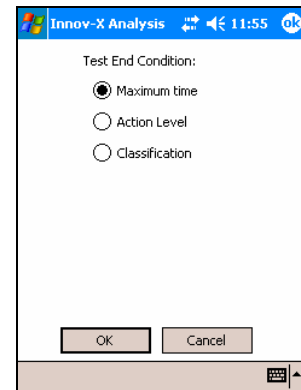 Innov-X Analysis 11:55 ok
Test End Condition:
Maximum time
Action Level
Classification
OK Cancel